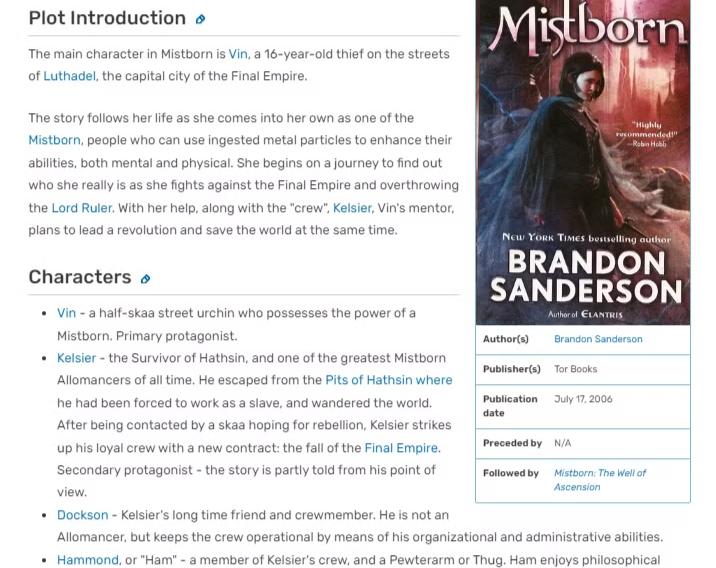 Plot Introduction
The main character in Mistborn is Vin, a 16-year-old thief on the streets
of Luthadel, the capital city of the Final Empire.
The story follows her life as she comes into her own as one of the
Mistborn, people who can use ingested metal particles to enhance their
abilities, both mental and physical. She begins on a journey to find out
who she really is as she fights against the Final Empire and overthrowing
the Lord Ruler. With her help, along with the "crew", Kelsier, Vin's mentor,
plans to lead a revolution and save the world at the same time.
Characters
• Vin - a half-skaa street urchin who possesses the power of a
Mistborn. Primary protagonist.
• Kelsier - the Survivor of Hathsin, and one of the greatest Mistborn
Allomancers of all time. He escaped from the Pits of Hathsin where
he had been forced to work as a slave, and wandered the world.
After being contacted by a skaa hoping for rebellion, Kelsier strikes
up his loyal crew with a new contract: the fall of the Final Empire.
Secondary protagonist - the story is partly told from his point of
view.
• Dockson - Kelsier's long time friend and crewmember. He is not an
Allomancer, but keeps the crew operational by means of his organizational and administrative abilities.
• Hammond, or "Ham" - a member of Kelsier's crew, and a Pewterarm or Thug. Ham enjoys philosophical
Mistborn
"Highly
recommended!"
—Robin Hobb
New York Times bestselling author
BRANDON
SANDERSON
Author of ELANTRIS
Author(s) Brandon Sanderson
Publisher(s) Tor Books
Publication July 17, 2006
date
Preceded by N/A
Followed by Mistborn: The Well of
Ascension